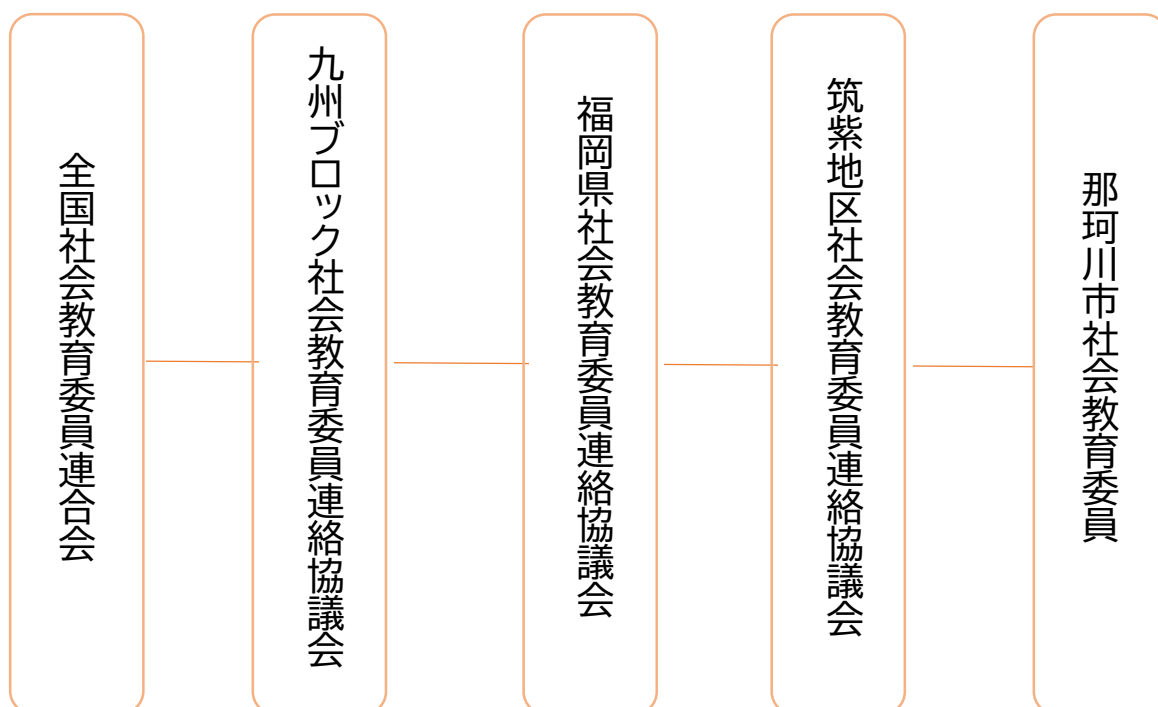 全国社会教育委員連合会
九州ブロック社会教育委員連絡協議会
福岡県社会教育委員連絡協議会
筑紫地区社会教育委員連絡協議会
那珂川市社会教育委員